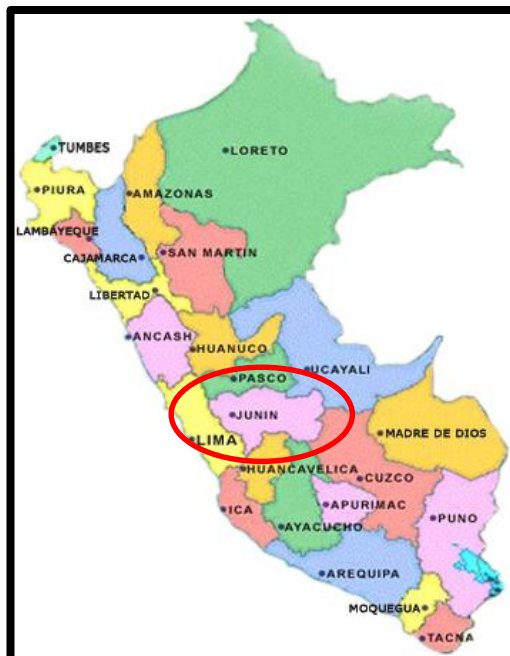 TUMBES
LORETO
PIURA
AMAZONAS
LAMBAYEQUE
SAN MARTIN
CAJAMARCA
LIBERTAD
ANCASH
HUANUCO
UCAYALI
PASCO
JUNIN
LIMA
MADRE DE DIOS
HUANCAVELICA
CUZCO
ICA
APURIMAC
PUNO
AYACUCHO
AREQUIPA
MOQUEGUA
TACNA